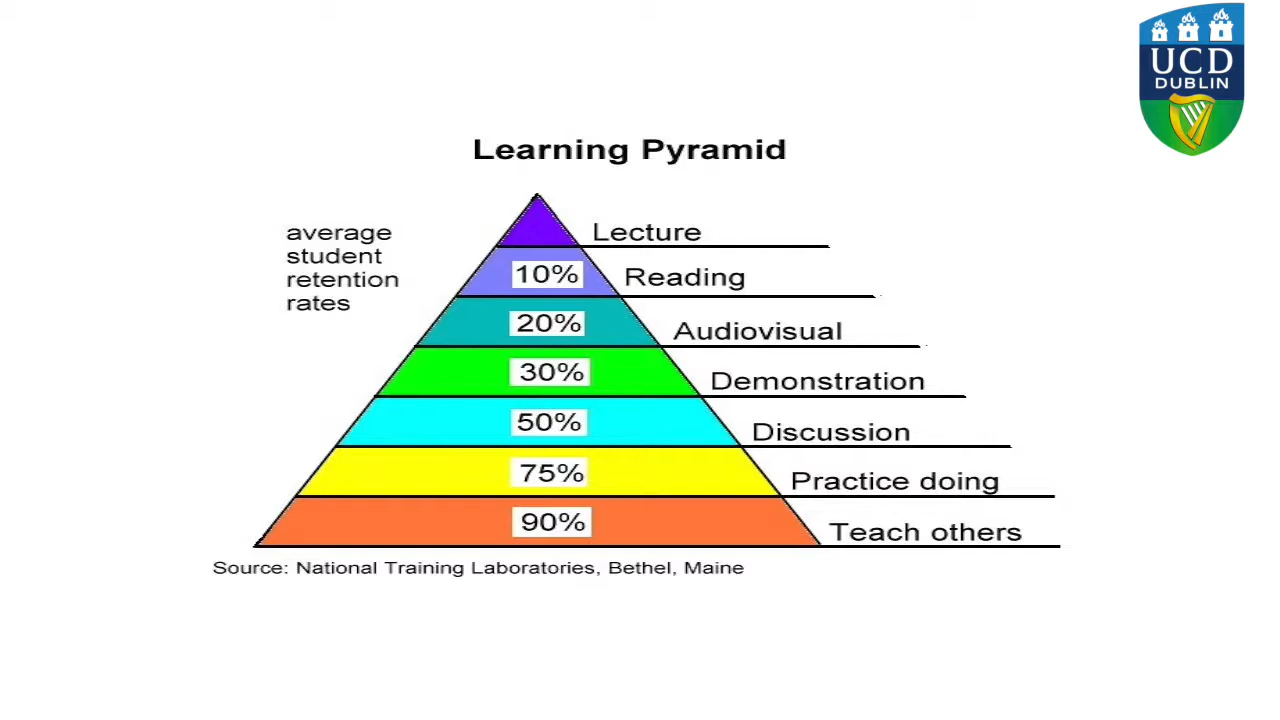 UCD
DUBLIN
Learning Pyramid
average
student
retention
rates
Lecture
10% Reading
20% Audiovisual
30% Demonstration
50% Discussion
75% Practice doing
90% Teach others
Source: National Training Laboratories, Bethel, Maine